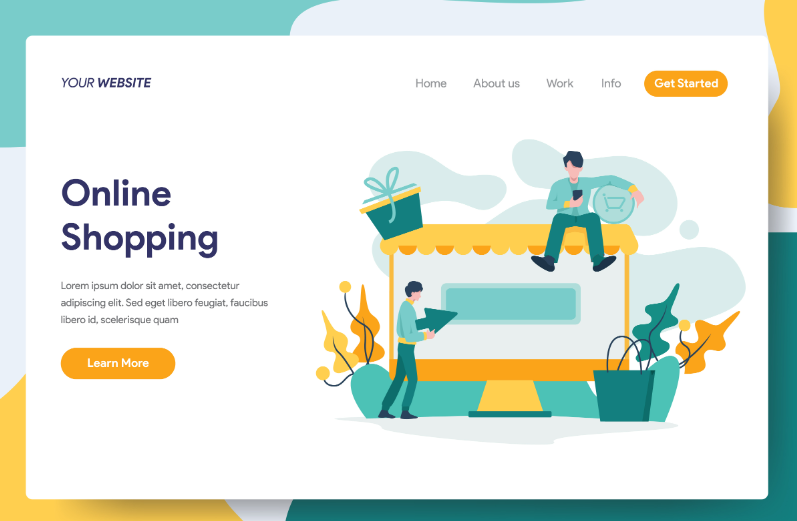 YOUR WEBSITE
Home About us Work Info Get Started
Online
Shopping
Lorem ipsum dolor sit amet, consectetur
adipiscing elit. Sed eget libero feugiat, faucibus
libero id, scelerisque quam
Learn More